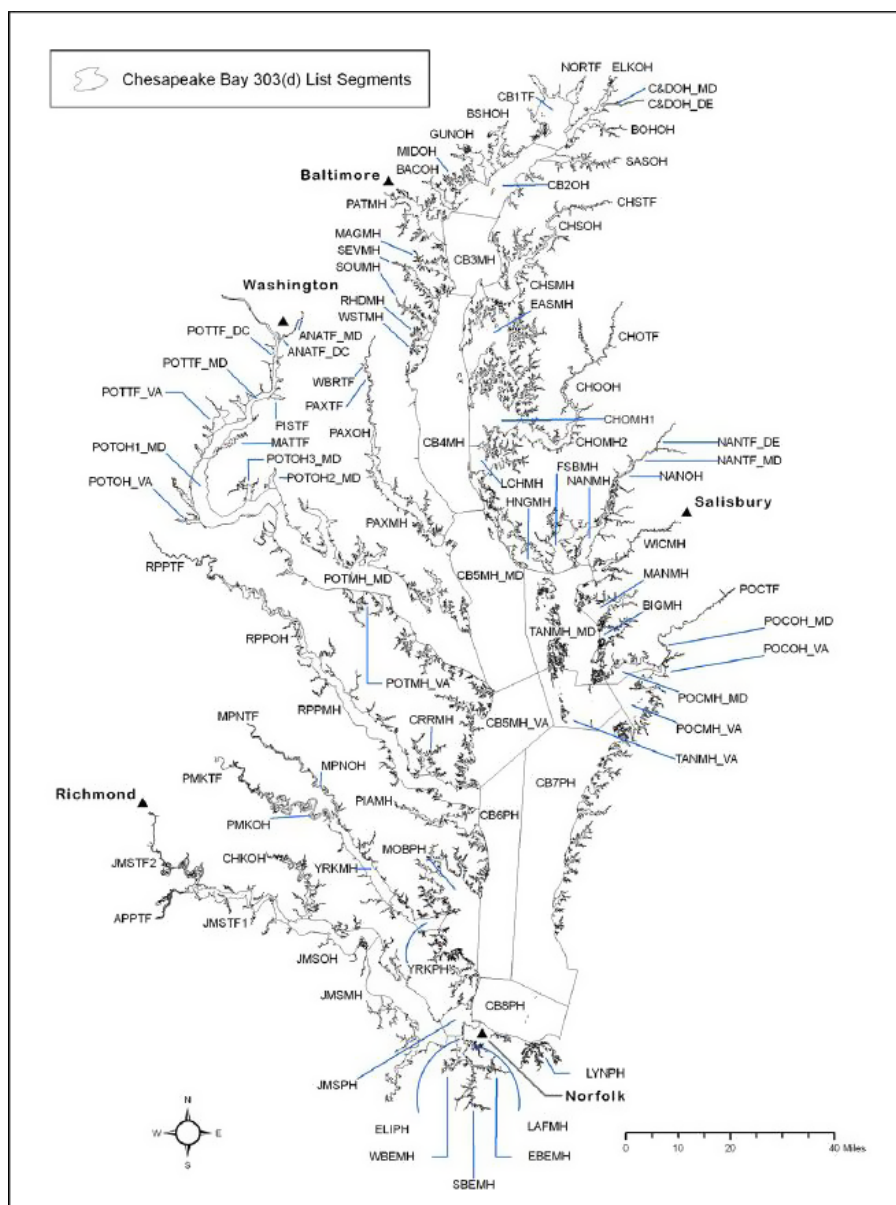 Chesapeake Bay 303(d) List Segments
NORTF
ELKOH
CB1TF
C&DOH_MD
C&DOH_DE
BSHOH
GUNOH
BOHOH
MIDOH
SASOH
BACOH
Baltimore
CB2OH
PATMH
CHSTF
CHSOH
MAGMH
SEVMH
CB3MH
SOUMH
Washington
CHSMH
RHDMH
EASMH
WSTMH
POTTF_DC
ANATF_MD
CHOTF
ANATF_DC
POTTF_MD
WBRTF
CHOOH
POTTF_VA
PAXTF
PISTF
CHOMH1
PAXOH
MATTF
CB4MH
CHOMH2
NANTF_DE
POTOH1_MD
POTOH3_MD
NANTF_MD
FSBMH
POTOH2_MD
LCHMH
NANMH
NANOH
POTOH_VA
HNGMH
Salisbury
PAXMH
WICMH
RPPTF
POTMH_MD
CB5MH_MD
MANMH
POCTF
BIGMH
POCOH_MD
TANMH_MD
RPPOH
POCOH_VA
POTMH_VA
POCMH_MD
RPPMH
MPNTF
CRRMH
CB5MH_VA
POCMH_VA
TANMH_VA
MPNOH
PMKTF
CB7PH
Richmond
PIAMH
CB6PH
PMKOH
MOBPH
CHKOH
JMSTF2
YRKMH
APPTF
JMSTF1
JMSOH
YRKPH
JMSMH
CB8PH
LYNPH
JMSPH
Norfolk
ELIPH
LAFMH
WBEMH
EBEMH
SBEMH
N
W E
S
0 10 20 40 Miles